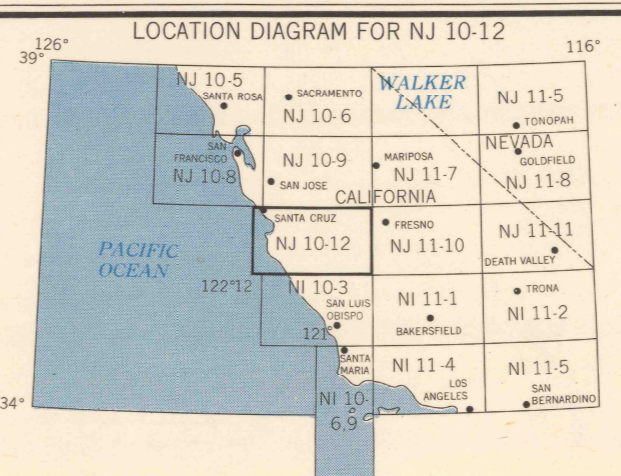 LOCATION DIAGRAM FOR NJ 10-12
126°
116°
39°
NJ 10-5
SANTA ROSA
SACRAMENTO
NJ 10-6
WALKER
LAKE
NJ 11-5
TONOPAH
NEVADA
SAN
FRANCISCO
NJ 10-8
NJ 10-9
SAN JOSE
MARIPOSA
NJ 11-7
GOLDFIELD
NJ 11-8
CALIFORNIA
SANTA CRUZ
NJ 10-12
FRESNO
NJ 11-10
NJ 11-11
DEATH VALLEY
PACIFIC
OCEAN
122°12
NI 10-3
SAN LUIS
OBISPO
121°
NI 11-1
BAKERSFIELD
TRONA
NI 11-2
SANTA
MARIA
NI 11-4
LOS
ANGELES
NI 11-5
SAN
BERNARDINO
34°
NI 10-
6,9